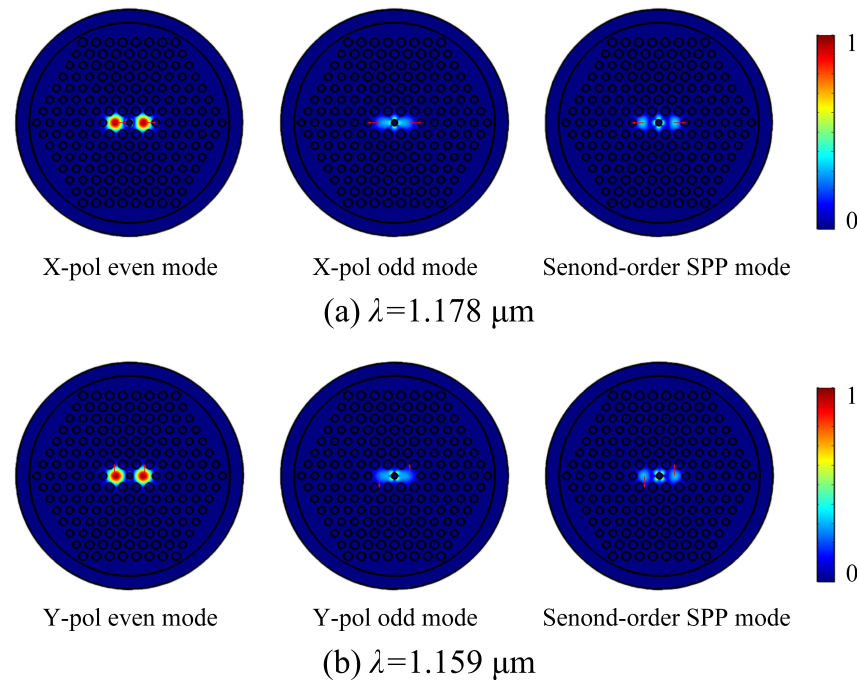 1
0
X-pol even mode
X-pol odd mode
Senond-order SPP mode
(a) λ=1.178 μm
1
0
Y-pol even mode
Y-pol odd mode
Senond-order SPP mode
(b) λ=1.159 μm